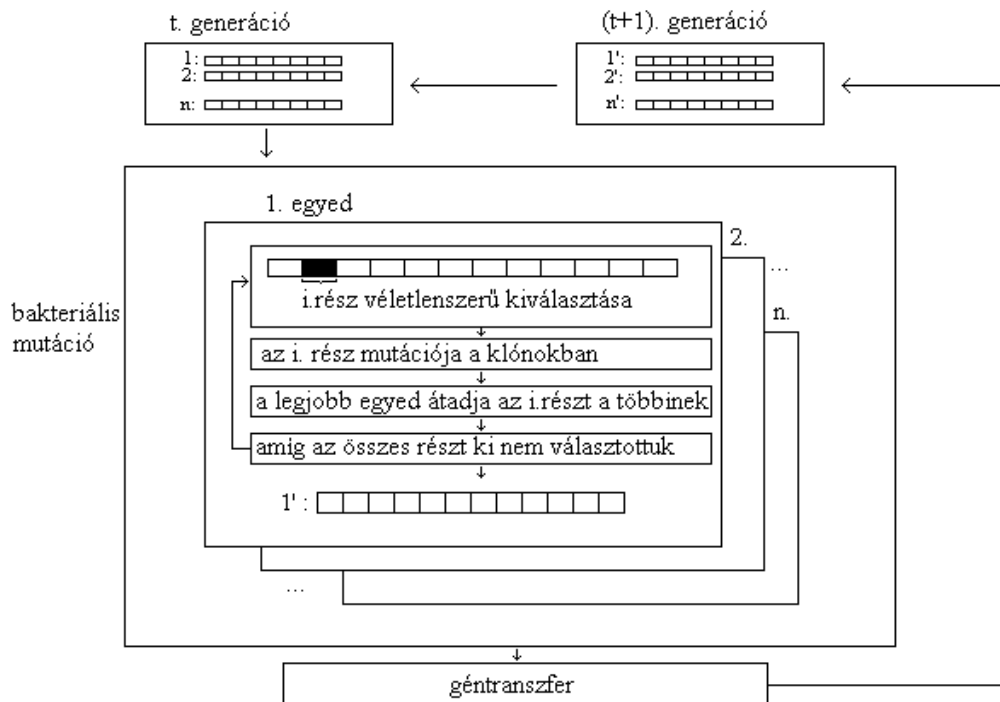 t. generáció
(t+1). generáció
1:
2:
n:
1':
2'
n':
1. egyed
2.
...
n.
i.rész véletlenszerű kiválasztása
bakteriális
mutáció
az i. rész mutációja a klónokban
a legjobb egyed átadja az i.részt a többinek
amig az összes részt ki nem választottuk
1' :
...
géntranszfer